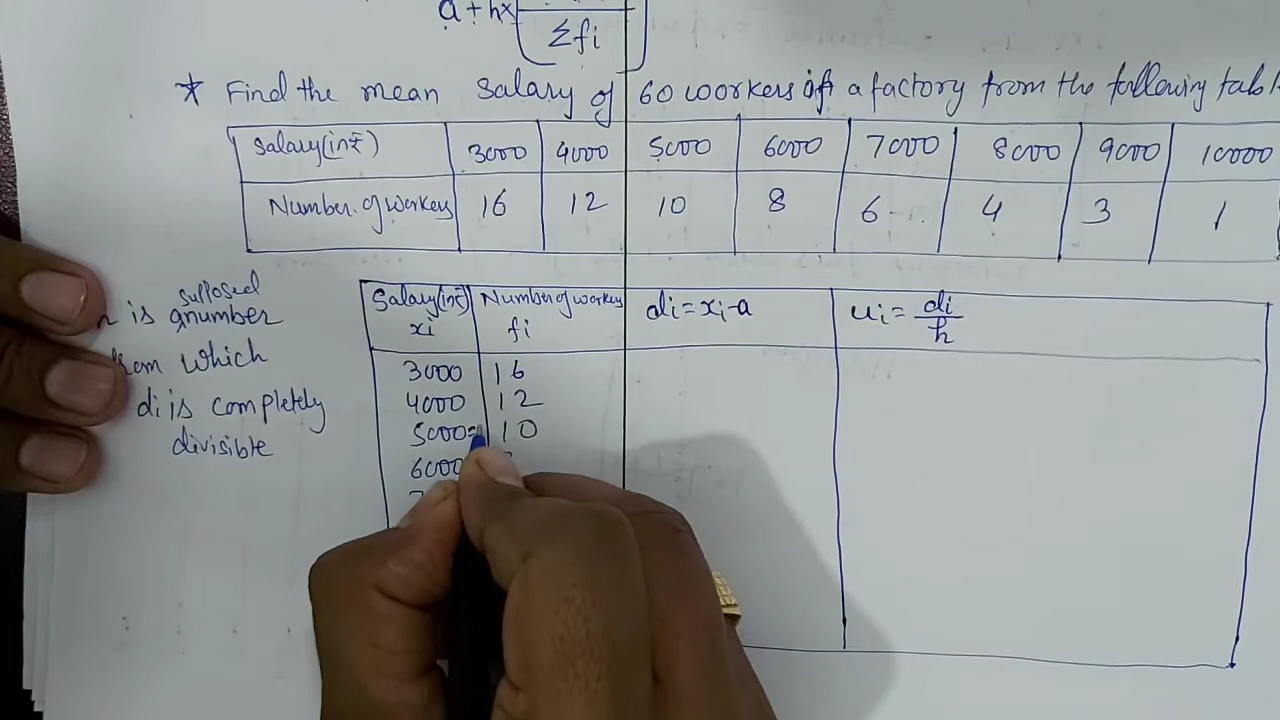 a + h×
Σfi
* Find the mean salary of 60 workers of a factory from the following table
Salary(in₹) 3000 4000 5000 6000 7000 8000 9000 10000
Number of workers 16 12 10 8 6 4 3 1
supposed
h is a number
from which
di is completely
divisible
Salary(in₹) xi Number of workers fi di = xi - a ui = di/h
3000 16
4000 12
5000= 10
6000